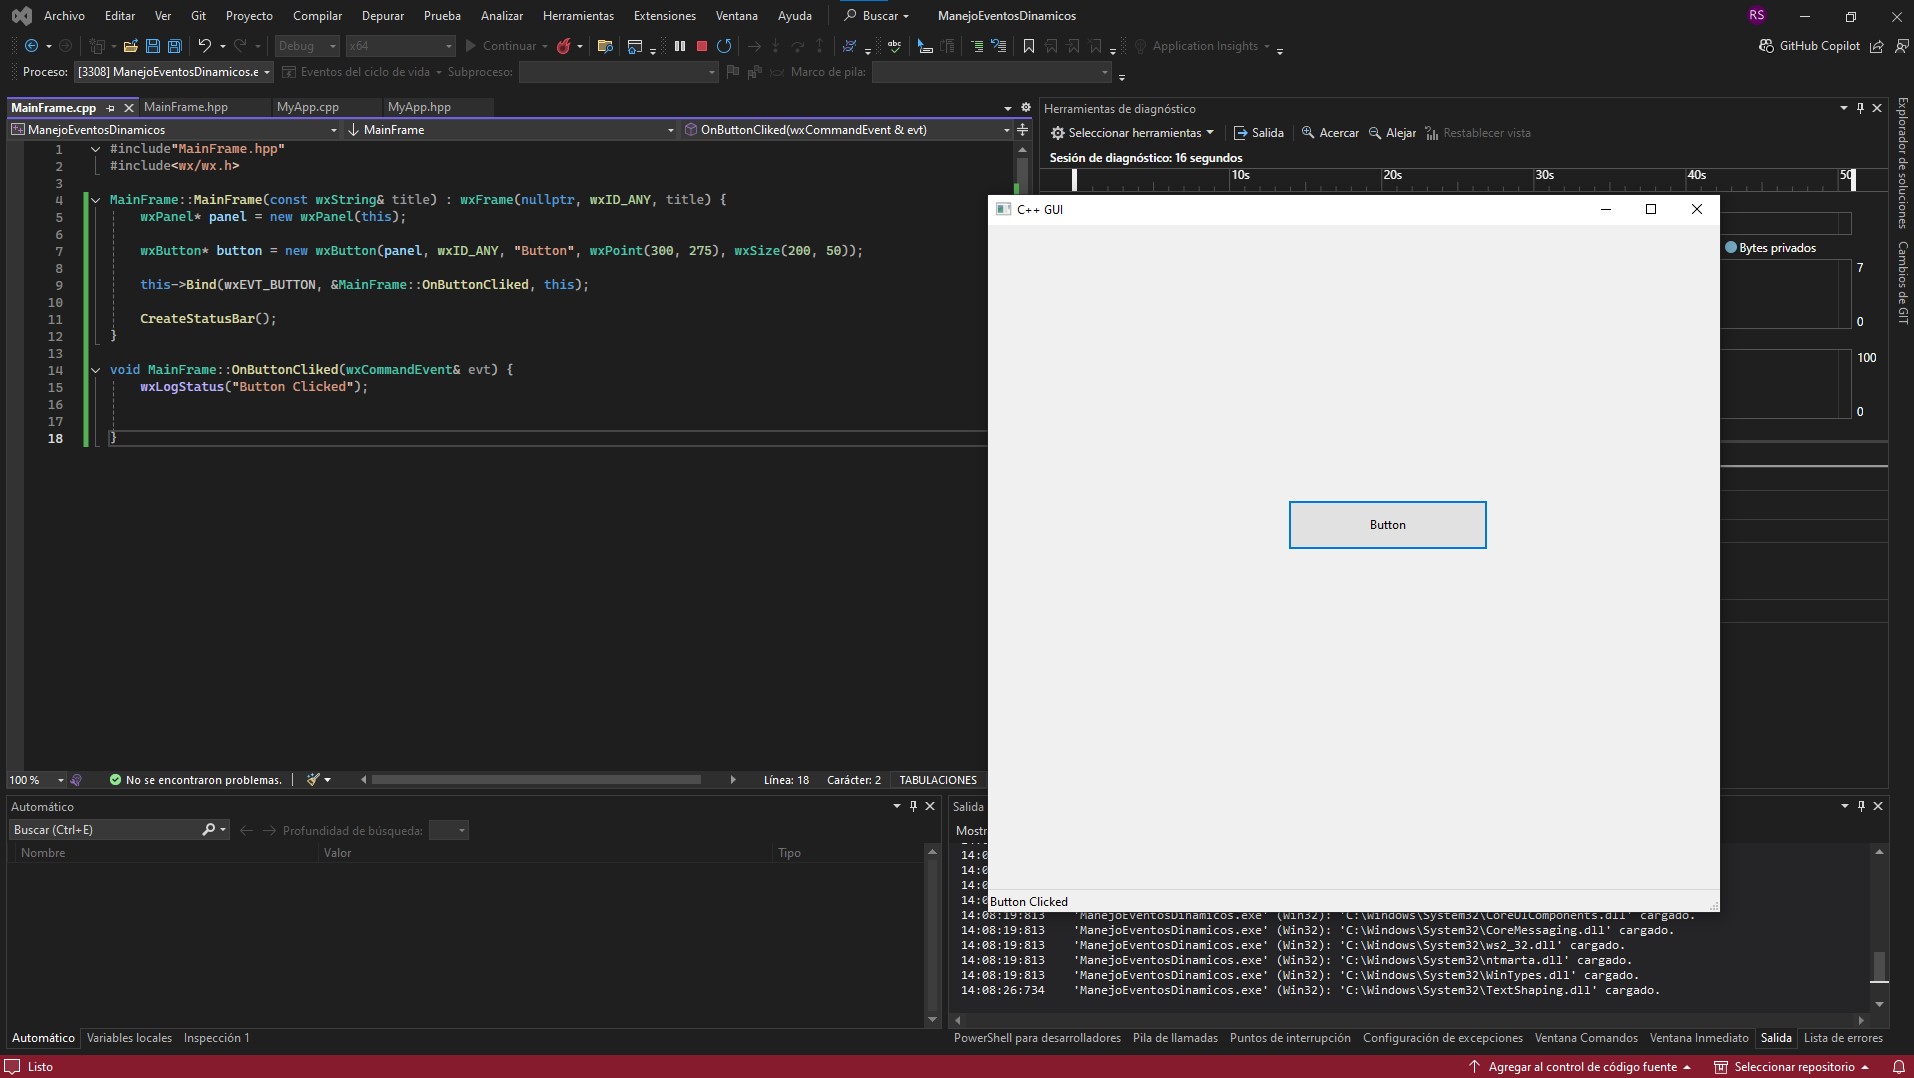 Archivo Editar Ver Git Proyecto Compilar Depurar Prueba Analizar Herramientas Extensiones Ventana Ayuda Buscar ManejoEventosDinamicos RS
Debug x64 Continuar abc Application Insights GitHub Copilot
Proceso: [3308] ManejoEventosDinamicos.e Eventos del ciclo de vida Subproceso: Marco de pila:
MainFrame.cpp MainFrame.hpp MyApp.cpp MyApp.hpp
ManejoEventosDinamicos MainFrame OnButtonCliked(wxCommandEvent & evt)
1 #include"MainFrame.hpp"
2 #include<wx/wx.h>
3
4 MainFrame::MainFrame(const wxString& title) : wxFrame(nullptr, wxID_ANY, title) {
5 wxPanel* panel = new wxPanel(this);
6
7 wxButton* button = new wxButton(panel, wxID_ANY, "Button", wxPoint(300, 275), wxSize(200, 50));
8
9 this->Bind(wxEVT_BUTTON, &MainFrame::OnButtonCliked, this);
10
11 CreateStatusBar();
12 }
13
14 void MainFrame::OnButtonCliked(wxCommandEvent& evt) {
15 wxLogStatus("Button Clicked");
16
17
18 }
100 % No se encontraron problemas. Línea: 18 Carácter: 2 TABULACIONES
Herramientas de diagnóstico
Seleccionar herramientas Salida Acercar Alejar Restablecer vista
Sesión de diagnóstico: 16 segundos
10s 20s 30s 40s 50
Bytes privados
7
0
100
0
C++ GUI
Button
Button Clicked
Explorador de soluciones
Cambios de GIT
Automático
Buscar (Ctrl+E) Profundidad de búsqueda:
Nombre Valor Tipo
Automático Variables locales Inspección 1
Salida
Mostr
14:0
14:0
14:0
14:0
14:08:19:813 'ManejoEventosDinamicos.exe' (Win32): 'C:\Windows\System32\CoreUIComponents.dll' cargado.
14:08:19:813 'ManejoEventosDinamicos.exe' (Win32): 'C:\Windows\System32\CoreMessaging.dll' cargado.
14:08:19:813 'ManejoEventosDinamicos.exe' (Win32): 'C:\Windows\System32\ws2_32.dll' cargado.
14:08:19:813 'ManejoEventosDinamicos.exe' (Win32): 'C:\Windows\System32\ntmarta.dll' cargado.
14:08:19:813 'ManejoEventosDinamicos.exe' (Win32): 'C:\Windows\System32\WinTypes.dll' cargado.
14:08:26:734 'ManejoEventosDinamicos.exe' (Win32): 'C:\Windows\System32\TextShaping.dll' cargado.
PowerShell para desarrolladores Pila de llamadas Puntos de interrupción Configuración de excepciones Ventana Comandos Ventana Inmediato Salida Lista de errores
Listo Agregar al control de código fuente Seleccionar repositorio